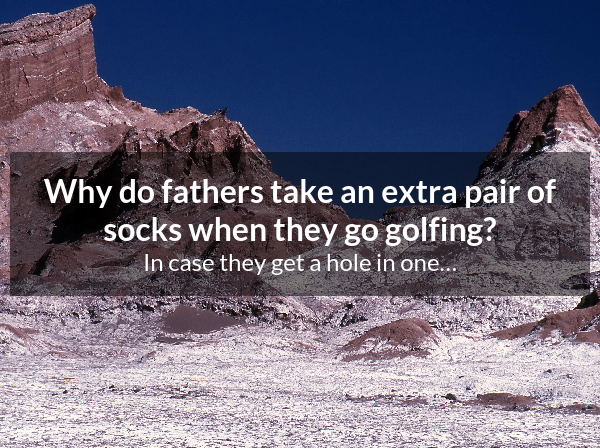 Why do fathers take an extra pair of
socks when they go golfing?
In case they get a hole in one...